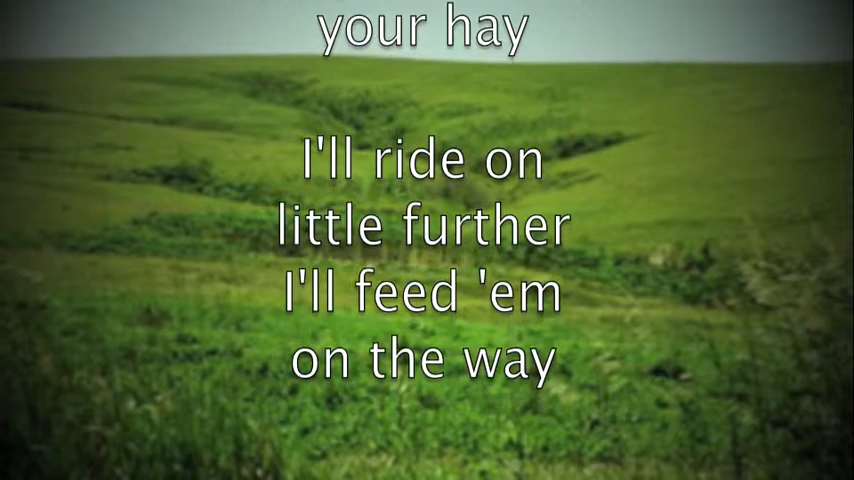 your hay
I'll ride on
little further
I'll feed 'em
on the way